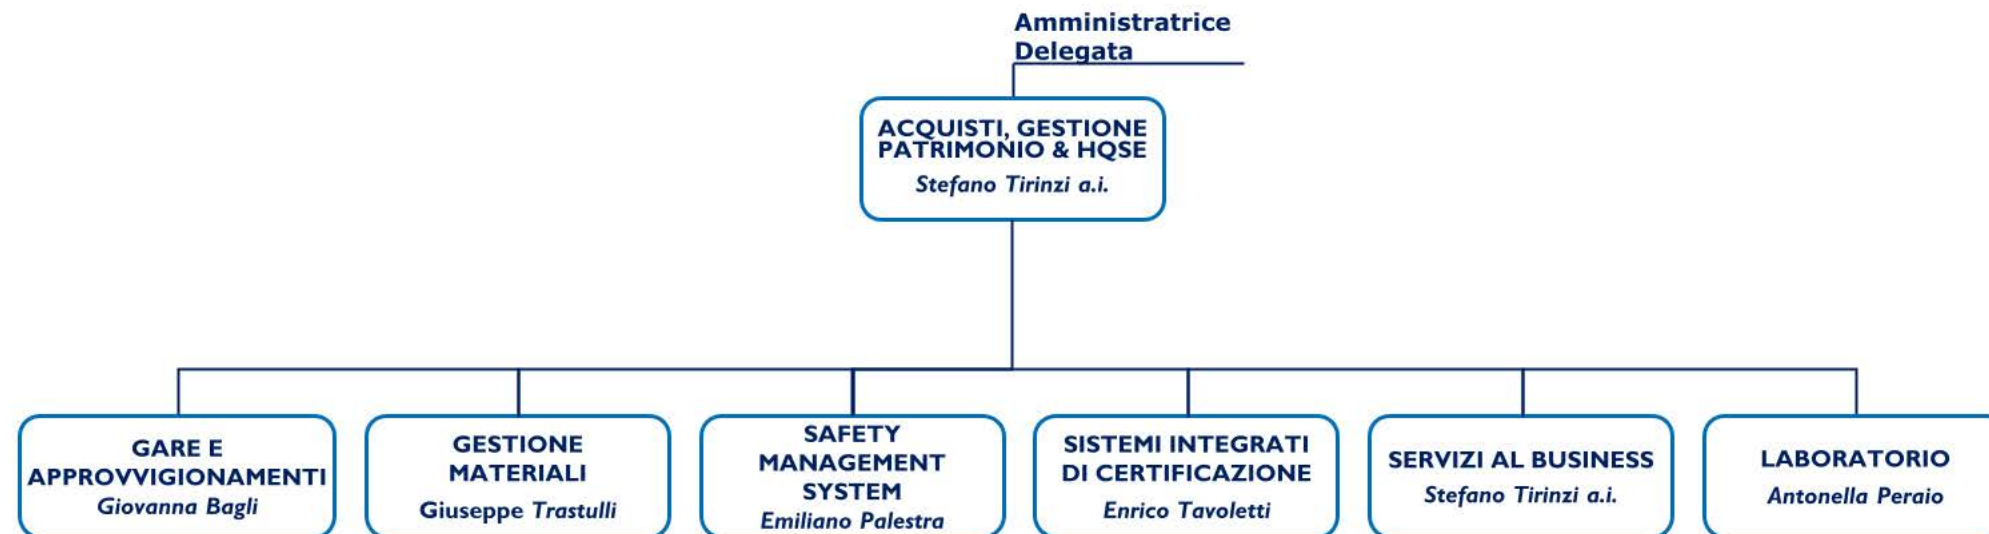 Amministratrice
Delegata
ACQUISTI, GESTIONE
PATRIMONIO & HQSE
Stefano Tirinzi a.i.
GARE E
APPROVVIGIONAMENTI
Giovanna Bagli
GESTIONE
MATERIALI
Giuseppe Trastulli
SAFETY
MANAGEMENT
SYSTEM
Emiliano Palestra
SISTEMI INTEGRATI
DI CERTIFICAZIONE
Enrico Tavoletti
SERVIZI AL BUSINESS
Stefano Tirinzi a.i.
LABORATORIO
Antonella Peraio